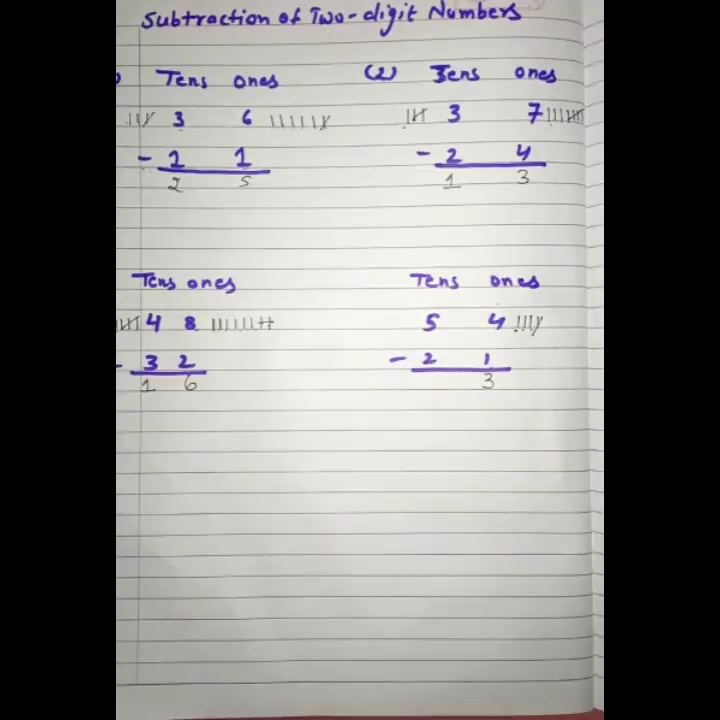 Subtraction of Two-digit Numbers
Tens ones (2) Tens ones
3 6 3 7
- 1 1 - 2 4
2 5 1 3
Tens ones Tens ones
4 8 5 4
- 3 2 - 2 1
1 6 3